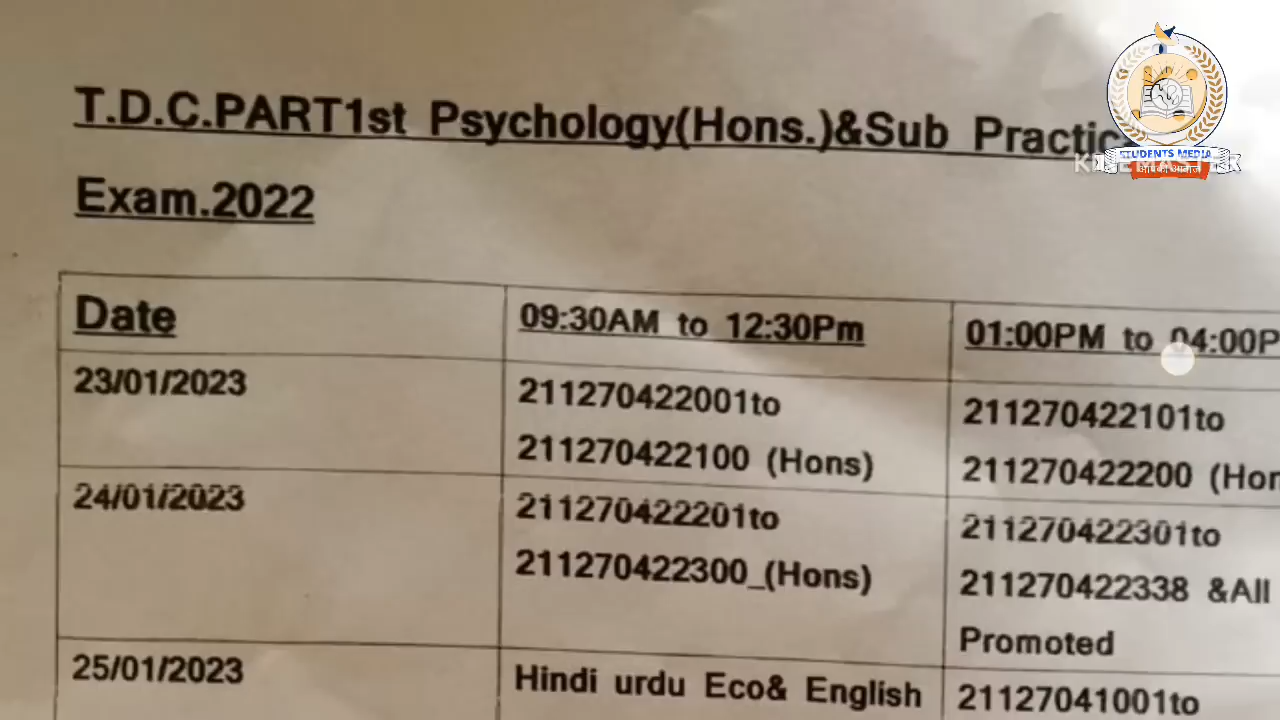 T.D.C.PART1st Psychology(Hons.)&Sub Practic
Exam.2022
STUDENTS MEDIA
आपकी आवाज
Date
09:30AM to 12:30Pm
01:00PM to 04:00P
23/01/2023
211270422001to
211270422100 (Hons)
211270422101to
211270422200 (Hon
24/01/2023
211270422201to
211270422300_(Hons)
211270422301to
211270422338 &All
Promoted
25/01/2023
Hindi urdu Eco& English
21127041001to